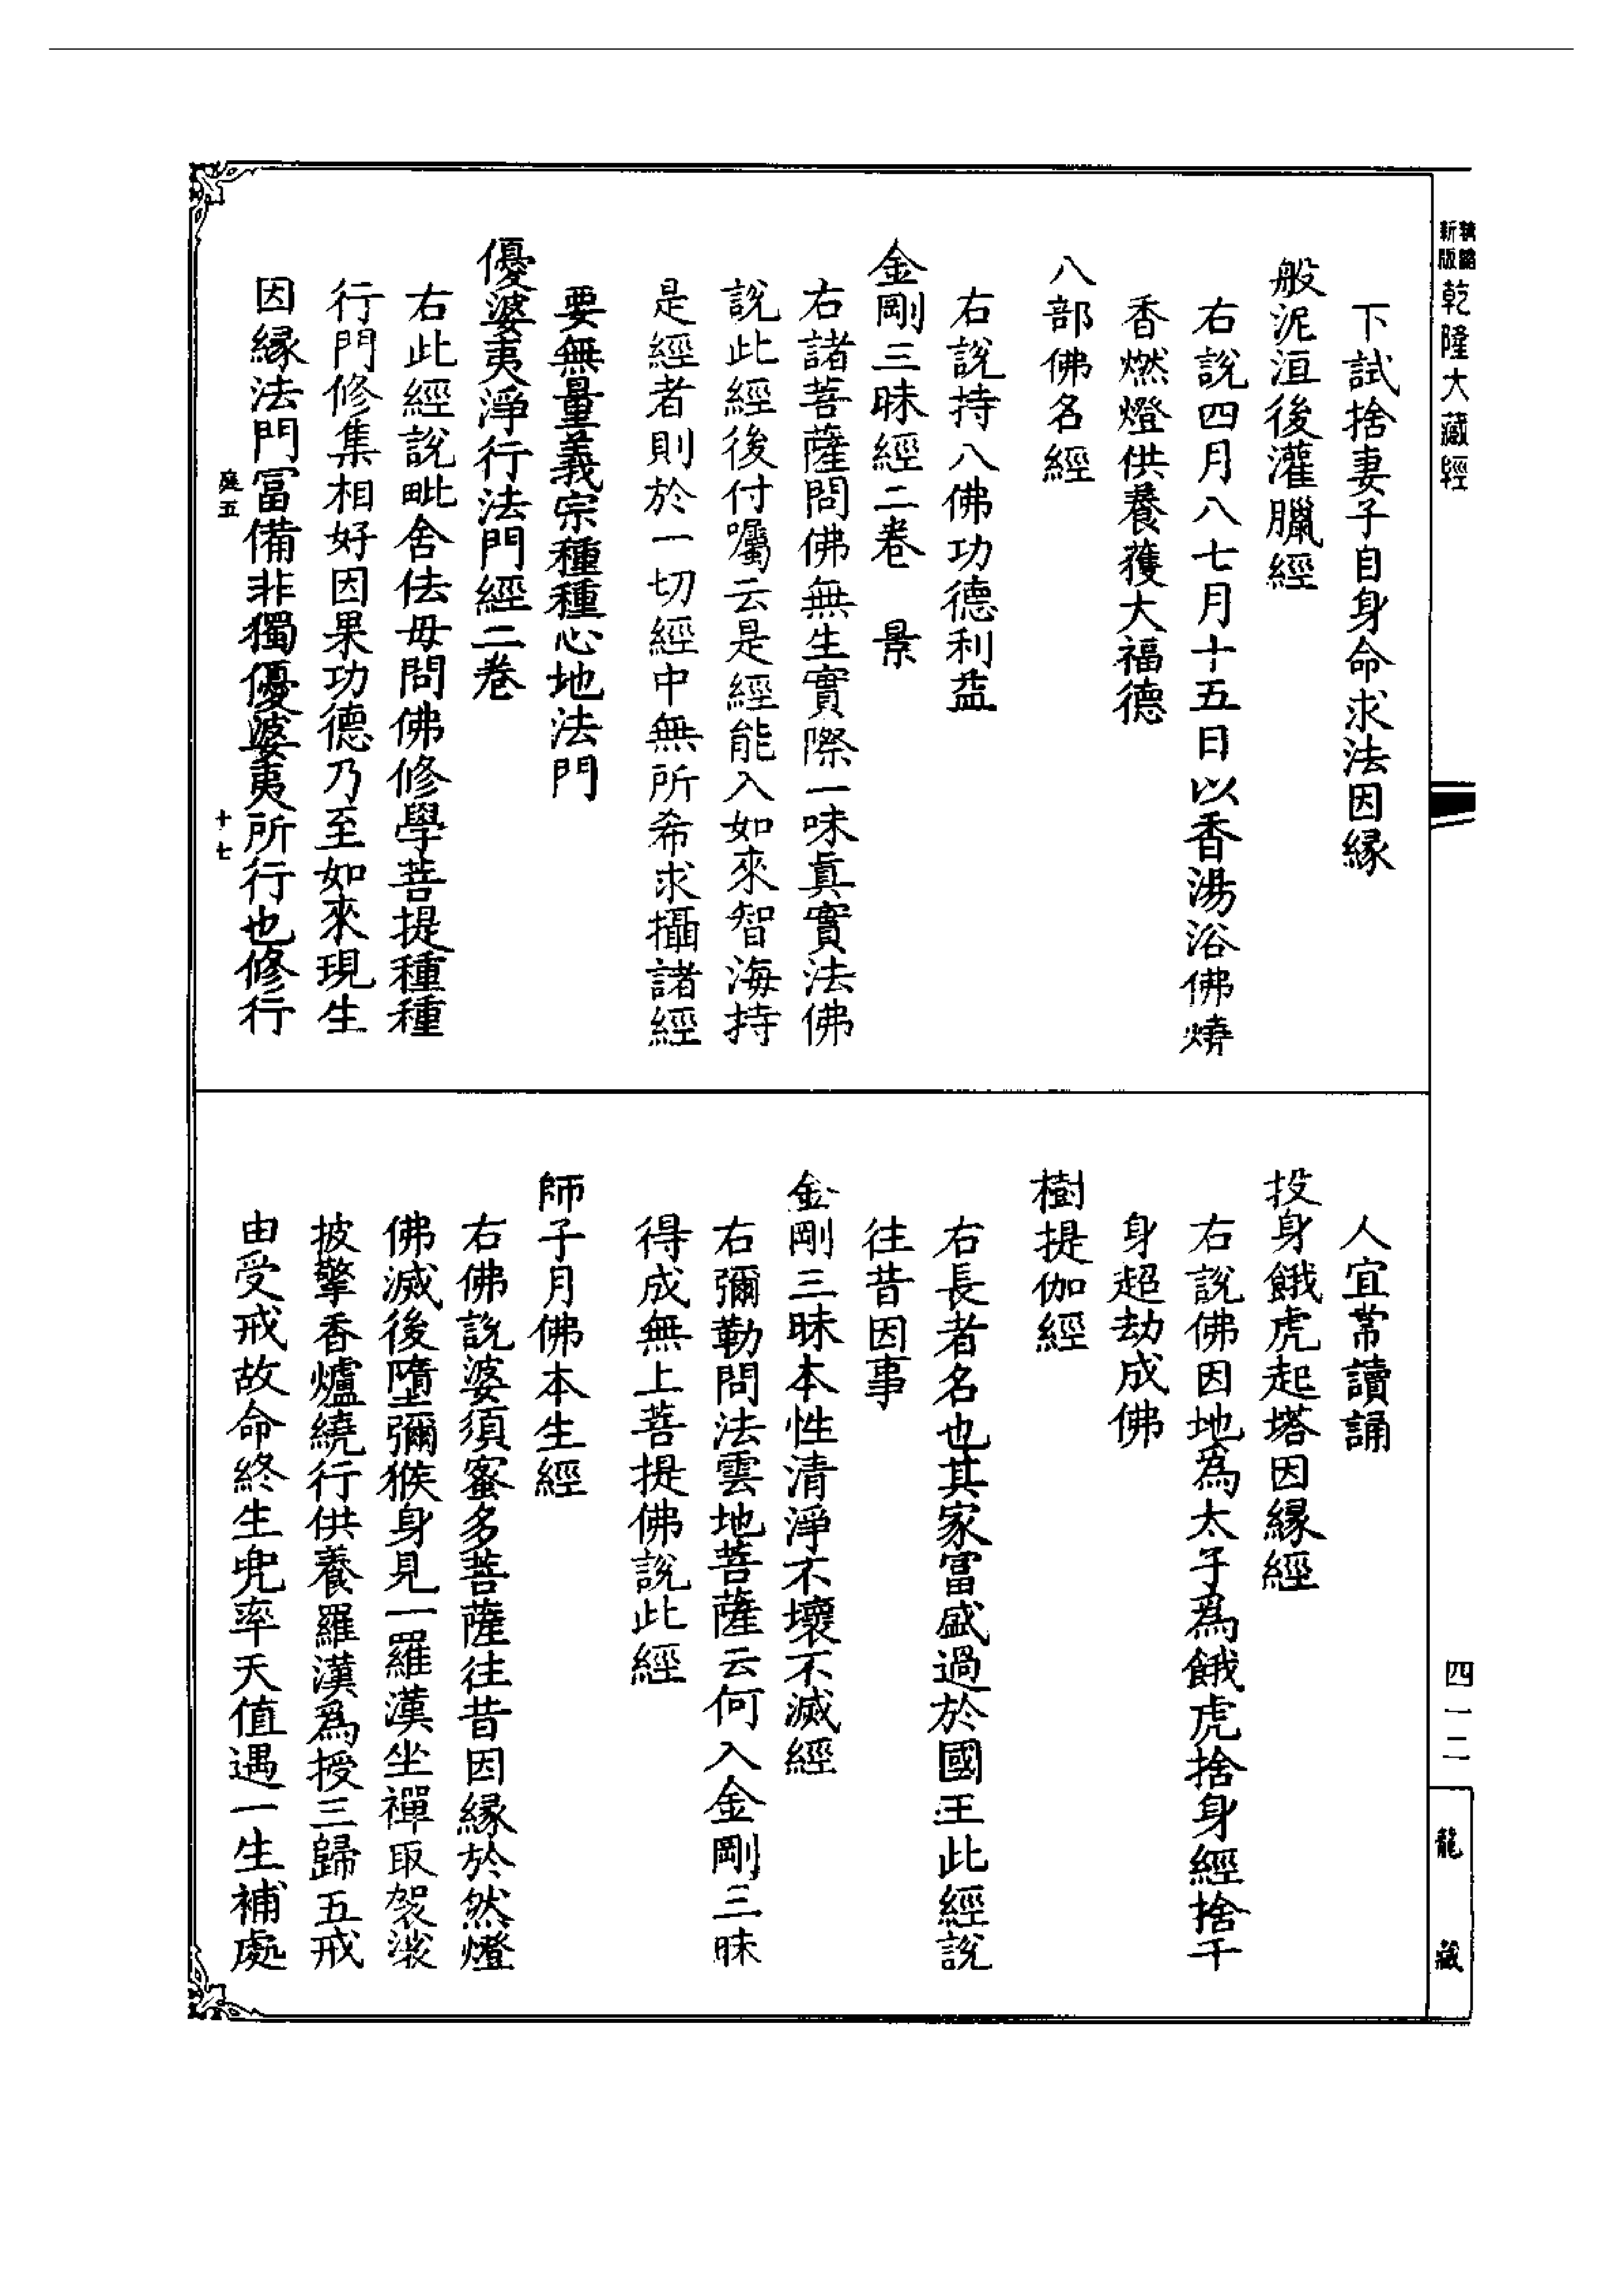 新版
乾隆大藏經
下試捨妻子自身命求法因緣
般泥洹後灌臘經
右說四月八七月十五日以香湯浴佛燒
香燃燈供養獲大福德
八部佛名經
右說持八佛功德利益
金剛三昧經二卷　景
右諸菩薩問佛無生實際一味眞實法佛
說此經後付囑云是經能入如來智海持
是經者則於一切經中無所希求攝諸經
要無量義宗種種心地法門
優婆夷淨行法門經二卷
右此經說毗舍佉毋問佛修學菩提種種
行門修集相好因果功德乃至如來現生
因緣法門富備非獨優婆夷所行也修行
庭五
十七
人宜常讀誦
投身餓虎起塔因緣經
右說佛因地爲太子爲餓虎捨身經捨千
身超劫成佛
樹提伽經
右長者名也其家富盛過於國王此經說
往昔因事
金剛三昧本性清淨不壞不滅經
右彌勒問法雲地菩薩云何入金剛三昧
得成無上菩提佛說此經
師子月佛本生經
右佛說婆須蜜多菩薩往昔因緣於然燈
佛滅後墮獼猴身見一羅漢坐禪取袈裟
披擎香爐繞行供養羅漢爲授三歸五戒
由受戒故命終生兜率天值遇一生補處
四一二
龍藏